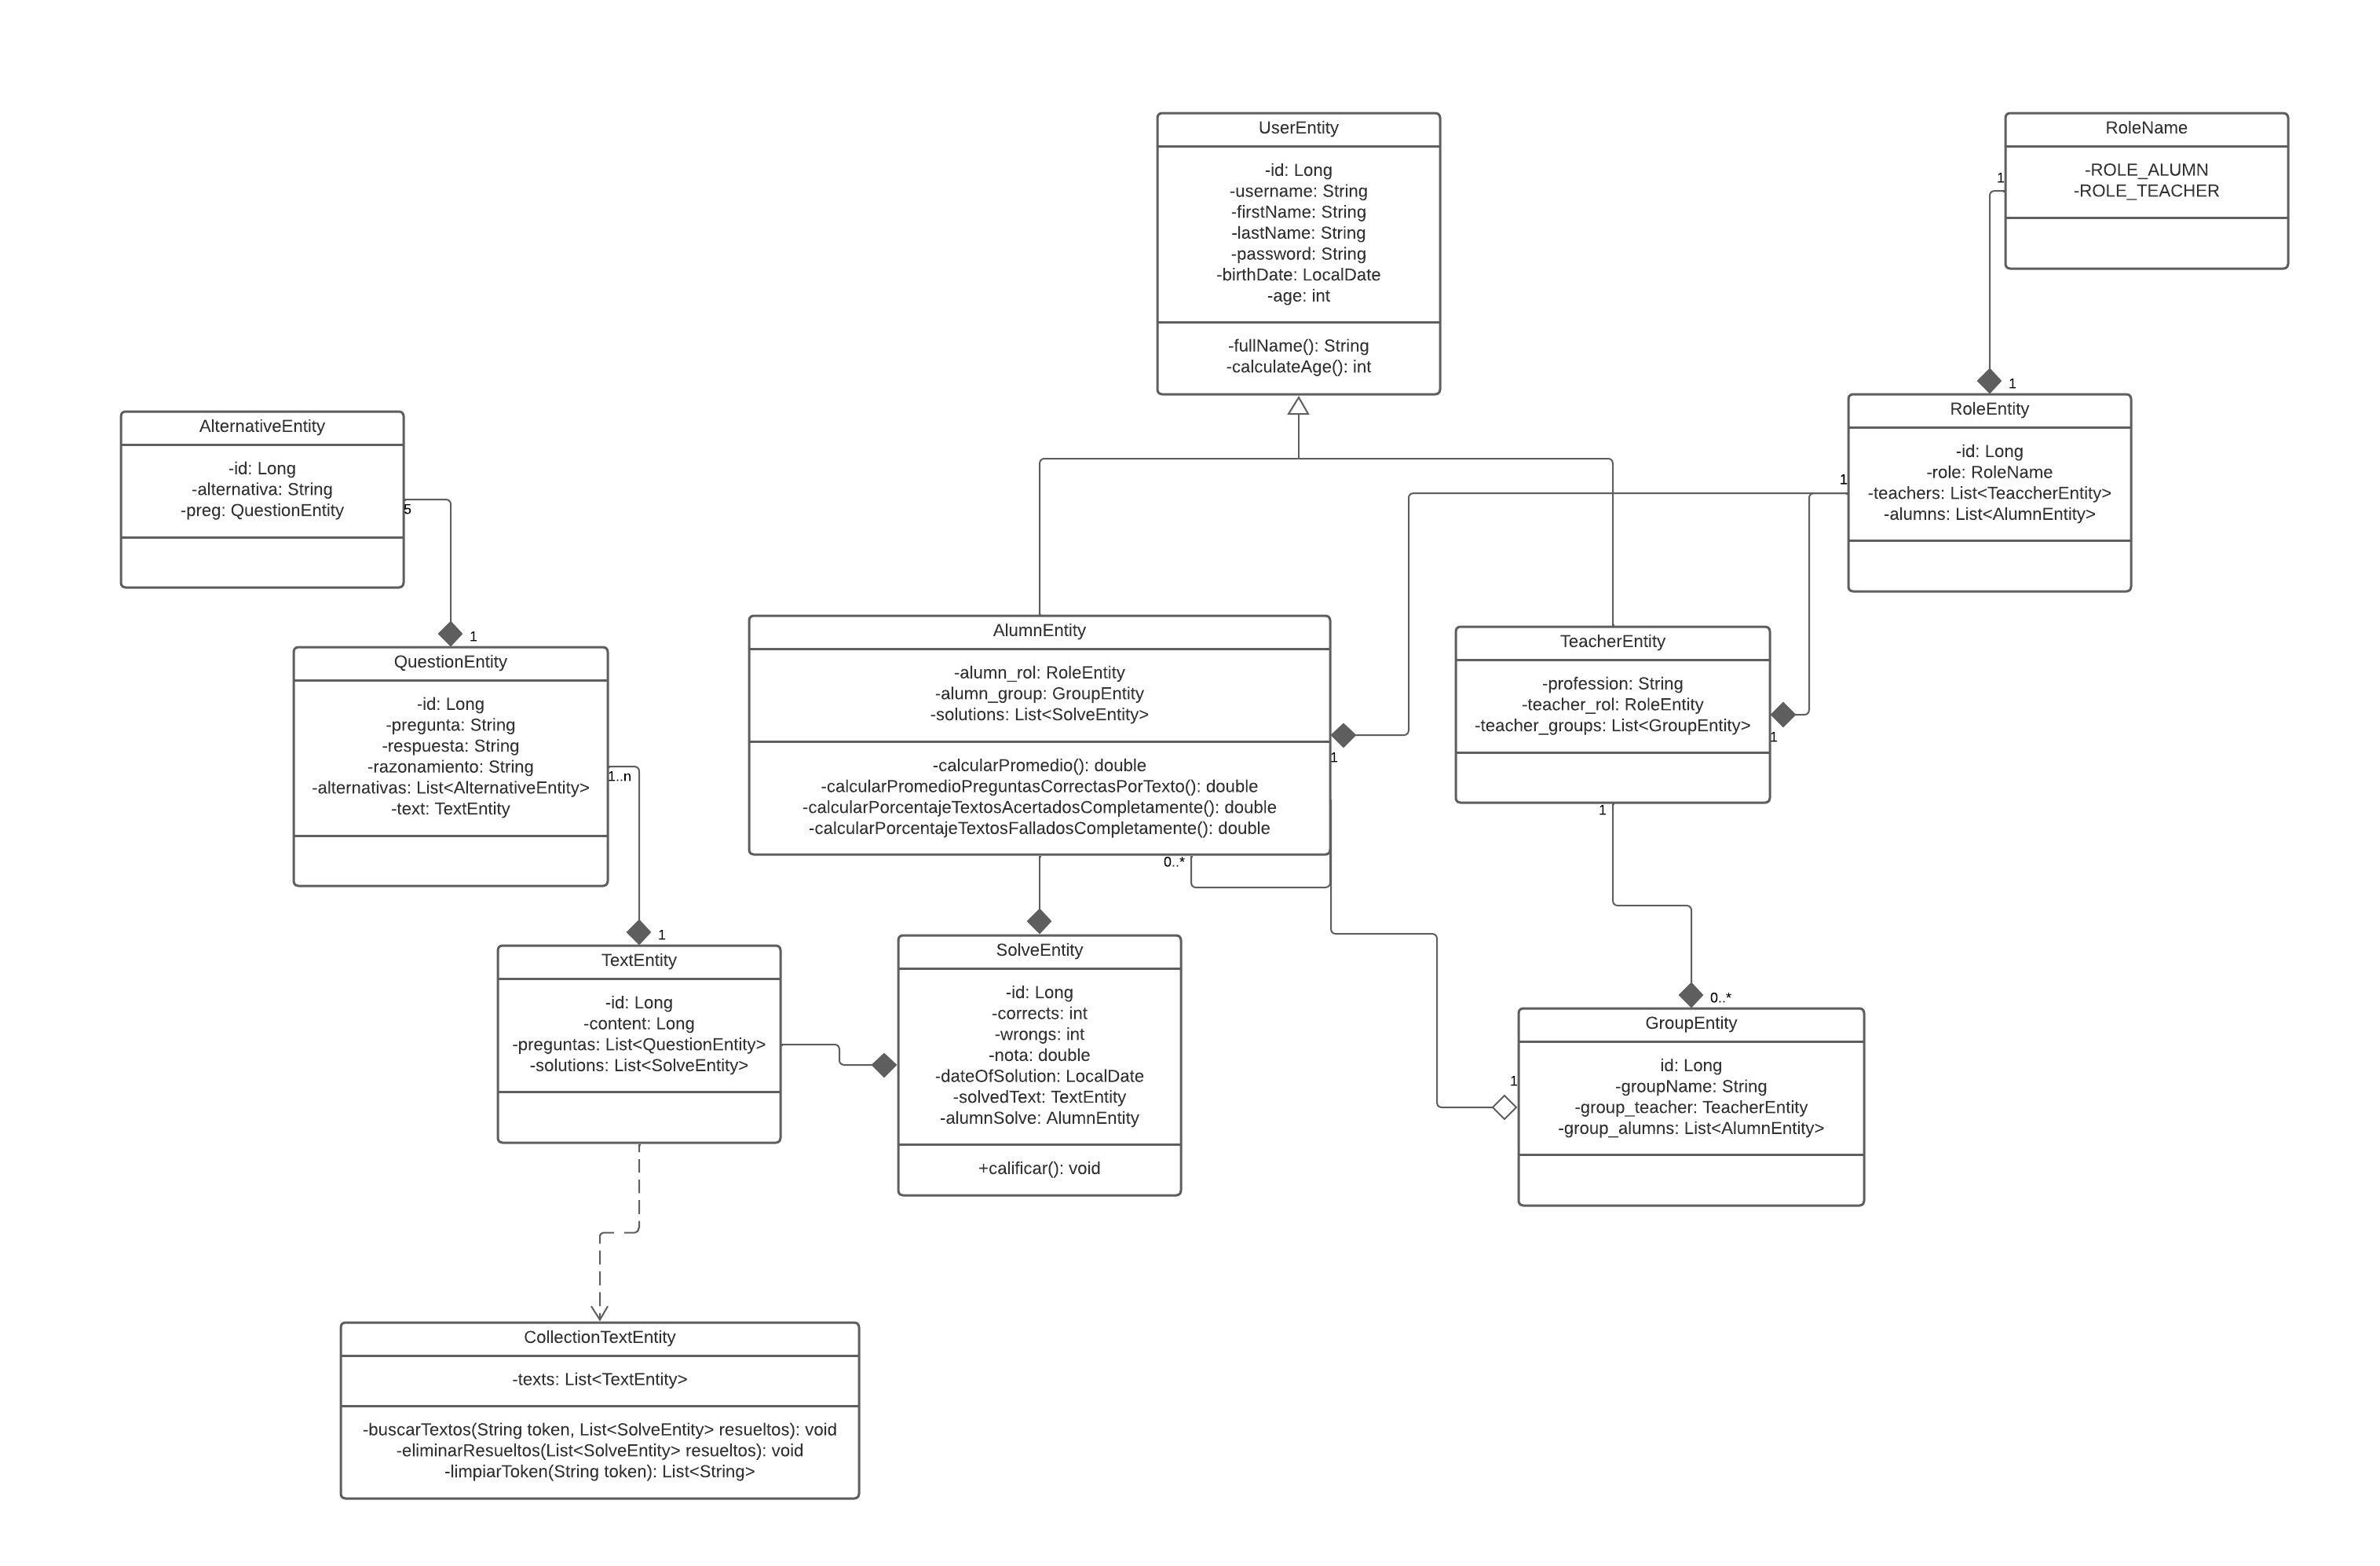 UserEntity
-id: Long
-username: String
-firstName: String
-lastName: String
-password: String
-birthDate: LocalDate
-age: int
-fullName(): String
-calculateAge(): int
RoleName
-ROLE_ALUMN
-ROLE_TEACHER
1
1
RoleEntity
-id: Long
-role: RoleName
-teachers: List<TeaccherEntity>
-alumns: List<AlumnEntity>
1
AlternativeEntity
-id: Long
-alternativa: String
-preg: QuestionEntity
5
1
QuestionEntity
-id: Long
-pregunta: String
-respuesta: String
-razonamiento: String
-alternativas: List<AlternativeEntity>
-text: TextEntity
1..n
1
AlumnEntity
-alumn_rol: RoleEntity
-alumn_group: GroupEntity
-solutions: List<SolveEntity>
-calcularPromedio(): double
-calcularPromedioPreguntasCorrectasPorTexto(): double
-calcularPorcentajeTextosAcertadosCompletamente(): double
-calcularPorcentajeTextosFalladosCompletamente(): double
1
0..*
TeacherEntity
-profession: String
-teacher_rol: RoleEntity
-teacher_groups: List<GroupEntity>
1
1
0..*
TextEntity
-id: Long
-content: Long
-preguntas: List<QuestionEntity>
-solutions: List<SolveEntity>
SolveEntity
-id: Long
-corrects: int
-wrongs: int
-nota: double
-dateOfSolution: LocalDate
-solvedText: TextEntity
-alumnSolve: AlumnEntity
+calificar(): void
1
GroupEntity
id: Long
-groupName: String
-group_teacher: TeacherEntity
-group_alumns: List<AlumnEntity>
CollectionTextEntity
-texts: List<TextEntity>
-buscarTextos(String token, List<SolveEntity> resueltos): void
-eliminarResueltos(List<SolveEntity> resueltos): void
-limpiarToken(String token): List<String>